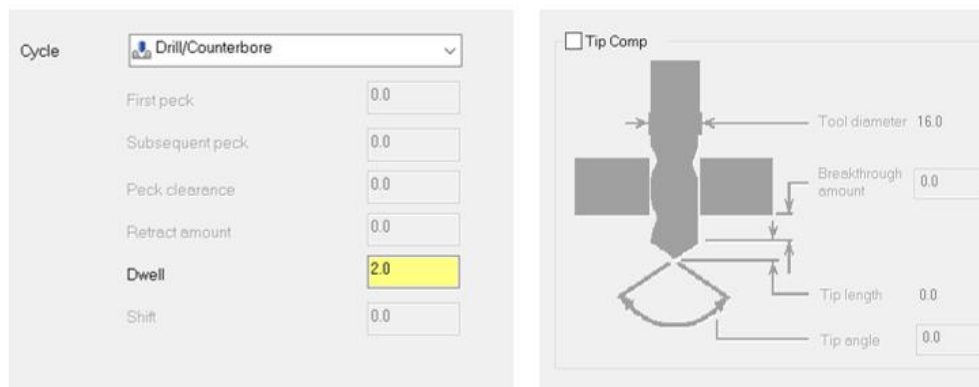 Cycle Drill/Counterbore
First peck 0.0
Subsequent peck 0.0
Peck clearance 0.0
Retract amount 0.0
Dwell 2.0
Shift 0.0
Tip Comp
Tool diameter 16.0
Breakthrough
amount 0.0
Tip length 0.0
Tip angle 0.0